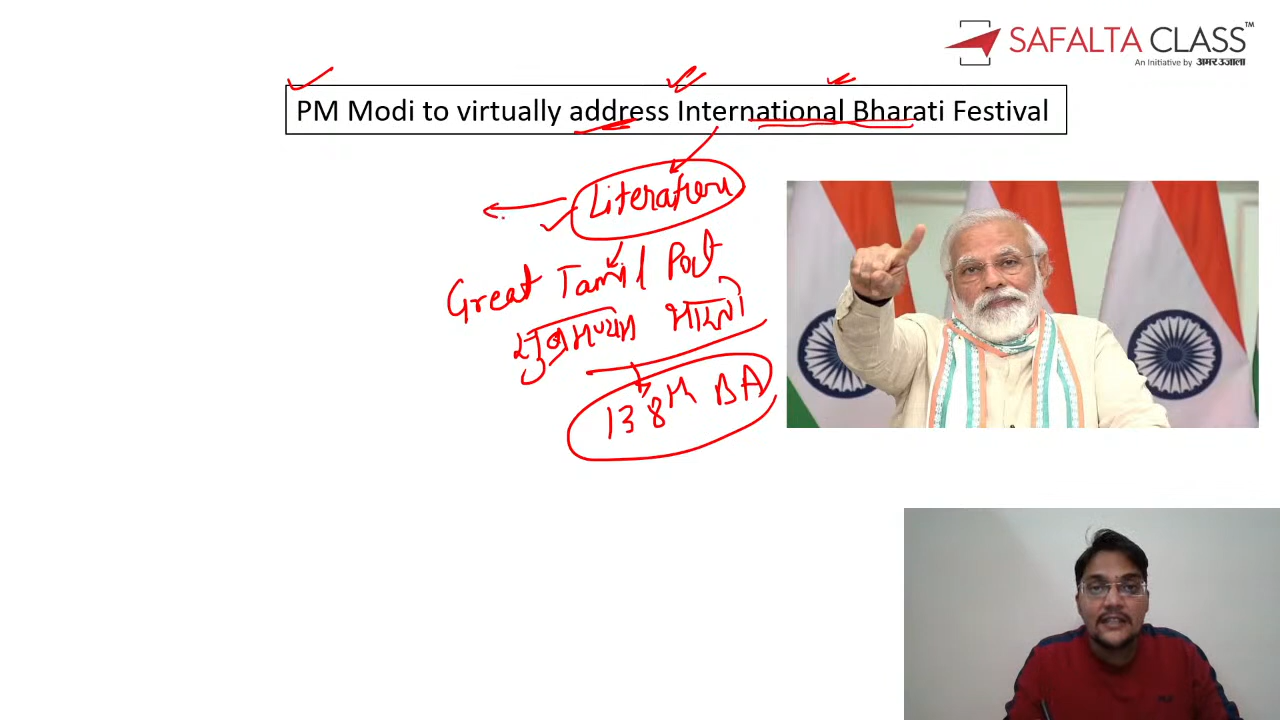 SAFALTA CLASS™
An Initiative by अमर उजाला
PM Modi to virtually address International Bharati Festival
Literature
Great Tamil Poet
सुब्रमण्यम भारती
138th BA